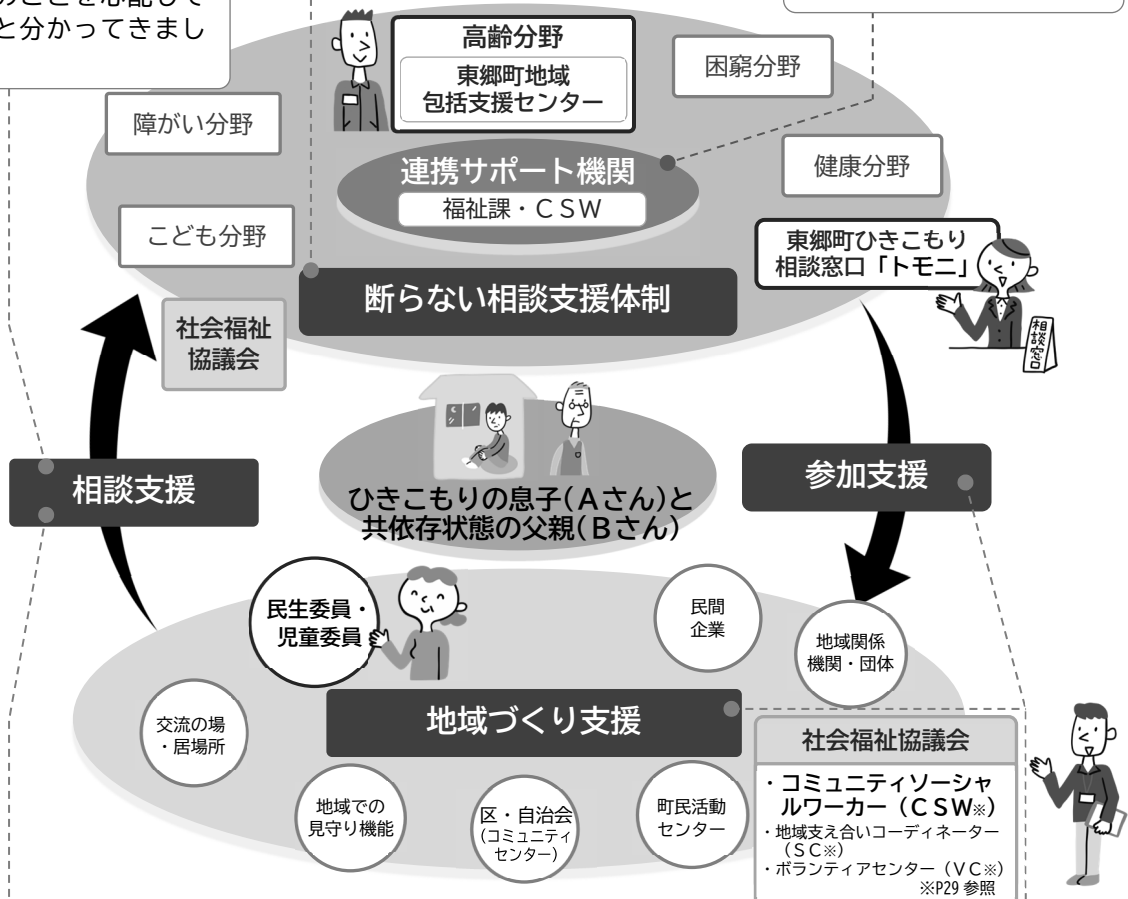 のことを心配して
と分かってきまし
高齢分野
東郷町地域
包括支援センター
困窮分野
障がい分野
連携サポート機関
福祉課・ＣＳＷ
健康分野
こども分野
東郷町ひきこもり
相談窓口「トモニ」
相談窓口
断らない相談支援体制
社会福祉
協議会
相談支援
参加支援
ひきこもりの息子(Ａさん)と
共依存状態の父親(Ｂさん)
民生委員・
児童委員
民間
企業
地域関係
機関・団体
交流の場
・居場所
地域づくり支援
地域での
見守り機能
区・自治会
(コミュニティ
センター)
町民活動
センター
社会福祉協議会
・コミュニティソーシャ
ルワーカー（ＣＳＷ※）
・地域支え合いコーディネーター
（ＳＣ※）
・ボランティアセンター（ＶＣ※）
※P29 参照